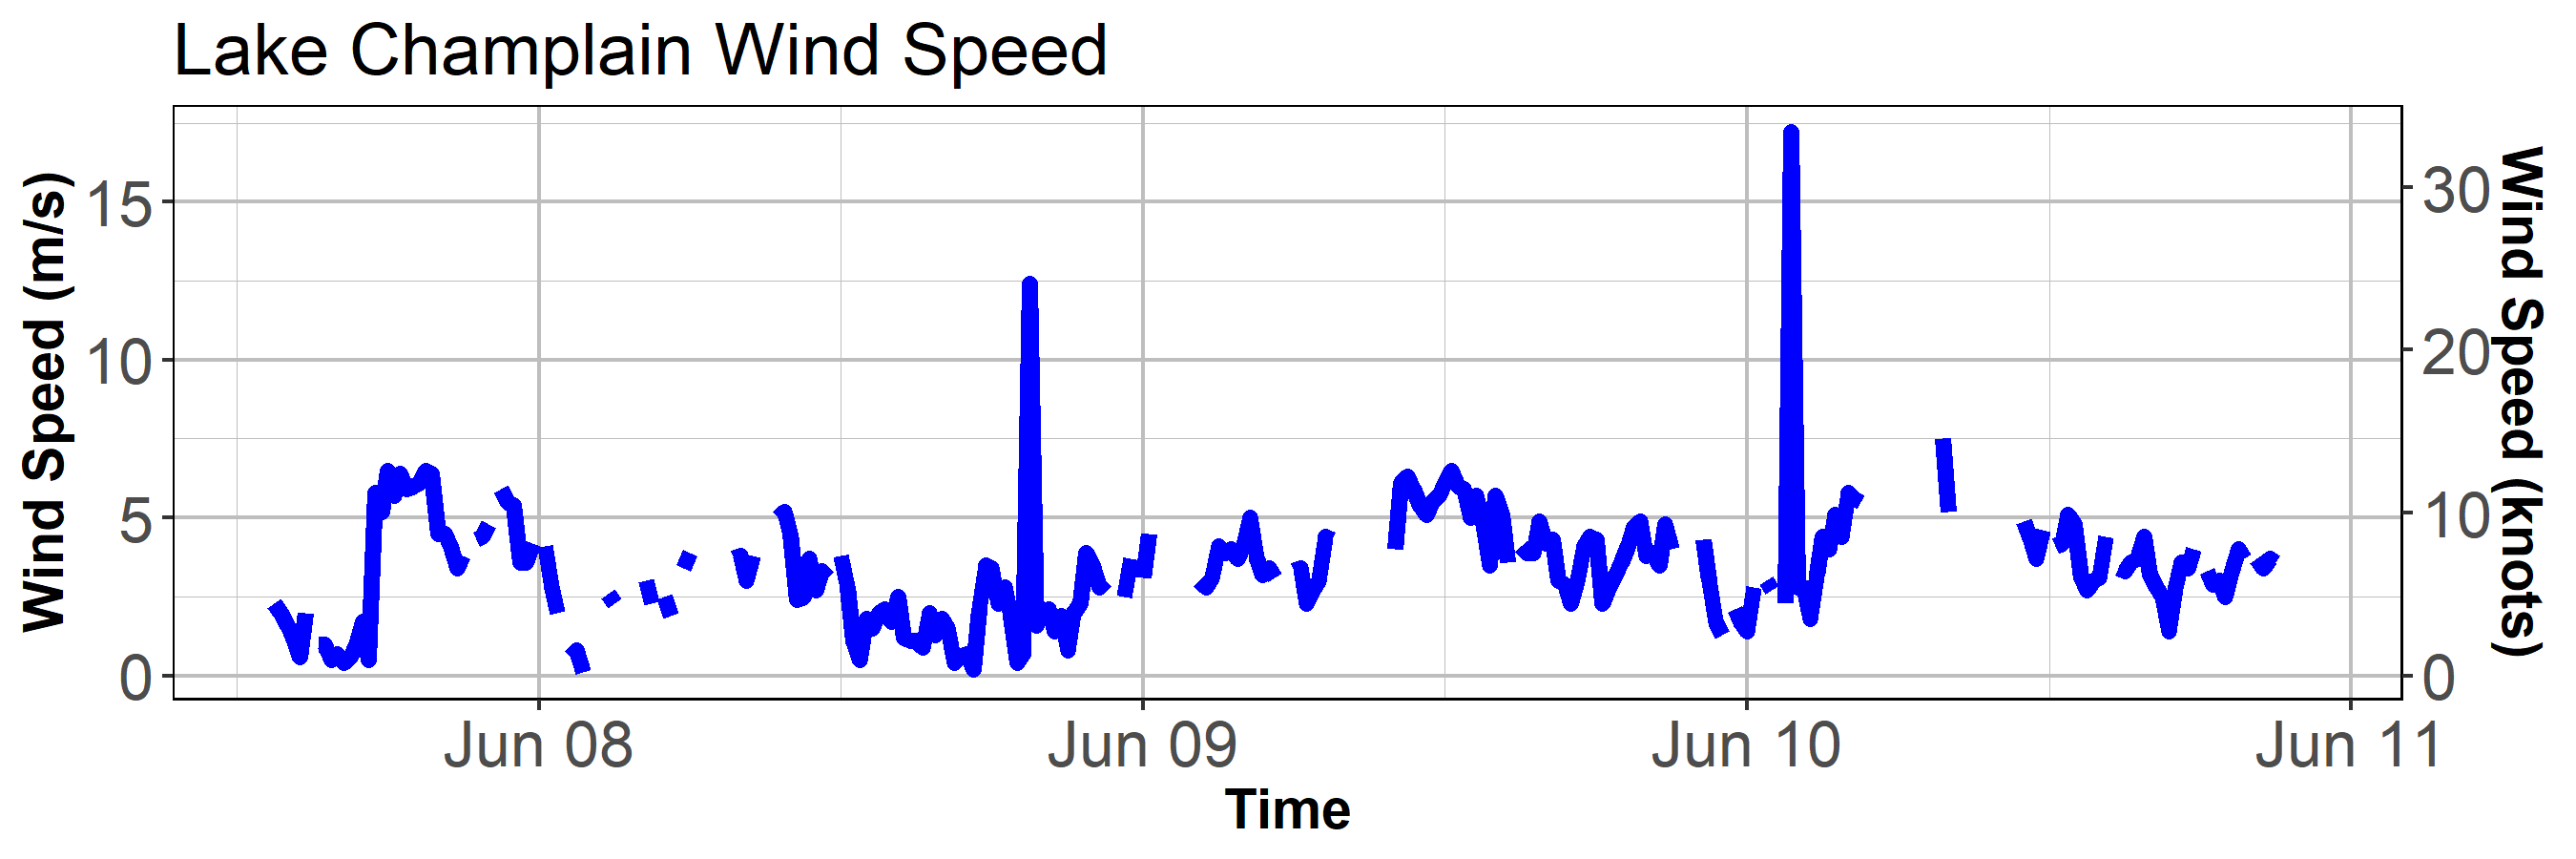 Lake Champlain Wind Speed
Wind Speed (m/s)
15
10
5
0
30
20
10
0
Wind Speed (knots)
Jun 08
Jun 09
Jun 10
Jun 11
Time